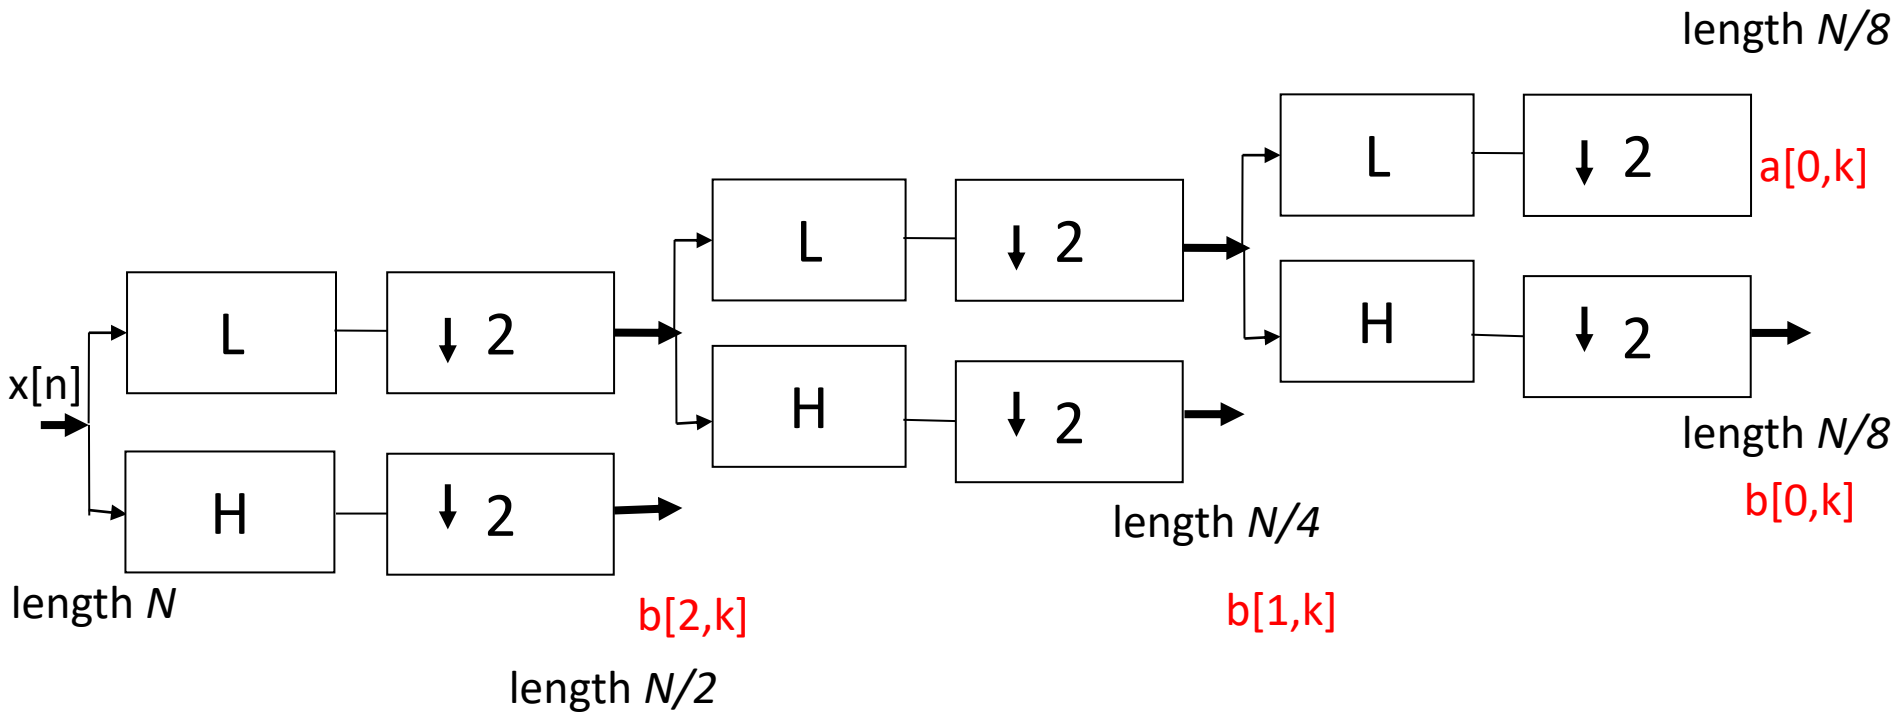 length N/8
L
↓ 2
a[0,k]
L
↓ 2
H
↓ 2
L
↓ 2
x[n]
H
↓ 2
length N/8
b[0,k]
H
↓ 2
length N/4
length N
b[2,k]
b[1,k]
length N/2